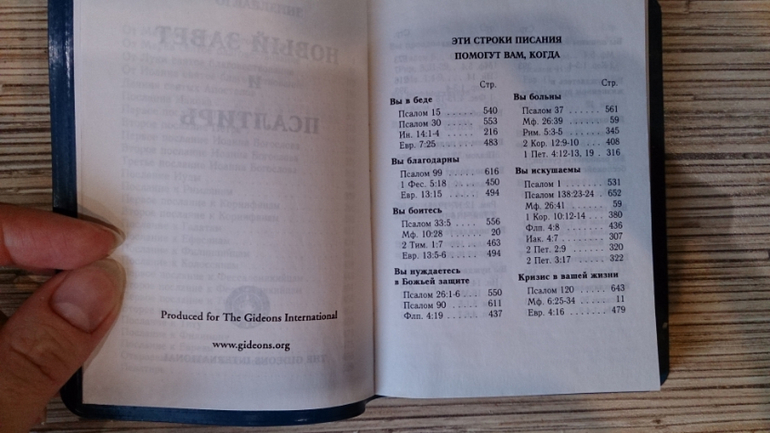 НОВЫЙ ЗАВЕТ
И
ПСАЛТИРЬ
Produced for The Gideons International
www.gideons.org
THE GIDEONS INTERNATIONAL
ЭТИ СТРОКИ ПИСАНИЯ
ПОМОГУТ ВАМ, КОГДА
Стр.
Вы в беде
Псалом 15 ..... 540
Псалом 30 ..... 553
Ин. 14:1-4 ..... 216
Евр. 7:25 ...... 483
Вы благодарны
Псалом 99 ..... 616
1 Фес. 5:18 .... 450
Евр. 13:15 ..... 494
Вы боитесь
Псалом 33:5 .... 556
Мф. 10:28 ..... 20
2 Тим. 1:7 ..... 463
Евр. 13:5-6 .... 494
Вы нуждаетесь
в Божьей защите
Псалом 26:1-6 . 550
Псалом 90 ..... 611
Флп. 4:19 ...... 437
Стр.
Вы больны
Псалом 37 ..... 561
Мф. 26:39 ..... 59
Рим. 5:3-5 ..... 345
2 Кор. 12:9-10 .. 408
1 Пет. 4:12-13, 19 . 316
Вы искушаемы
Псалом 1 ...... 531
Псалом 138:23-24 . 652
Мф. 26:41 ..... 59
1 Кор. 10:12-14 . 380
Флп. 4:8 ...... 436
Иак. 4:7 ...... 307
2 Пет. 2:9 ..... 320
2 Пет. 3:17 .... 322
Кризис в вашей жизни
Псалом 120 .... 643
Мф. 6:25-34 ... 11
Евр. 4:16 ...... 479